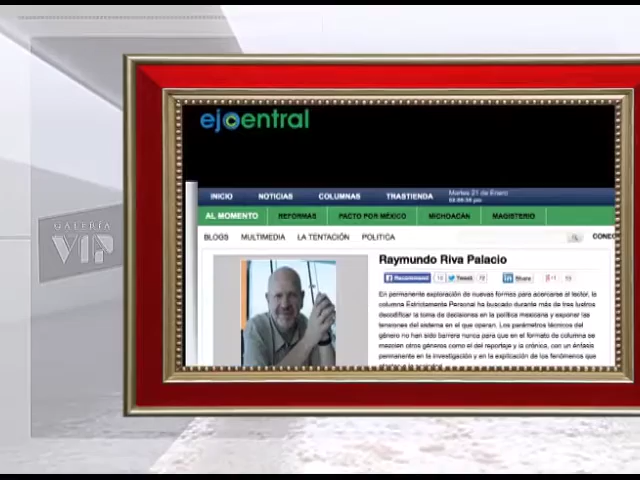 ejecentral
INICIO NOTICIAS COLUMNAS TRASTIENDA Martes 21 de Enero
AL MOMENTO REFORMAS PACTO POR MÉXICO MICHOACÁN MAGISTERIO
BLOGS MULTIMEDIA LA TENTACIÓN POLITICA
GALERÍA
VIP
Raymundo Riva Palacio
Recommend Tweet Share
En permanente exploración de nuevas formas para acercarse al lector, la
columna Estrictamente Personal ha buscado durante más de tres lustros
decodificar la toma de decisiones en la política mexicana y exponer las
tensiones del sistema en el que operan. Los parámetros técnicos del
género no han sido barrera nunca para que en el formato de columna se
mezclen otros géneros como el del reportaje y la crónica, con un énfasis
permanente en la investigación y en la explicación de los fenómenos que